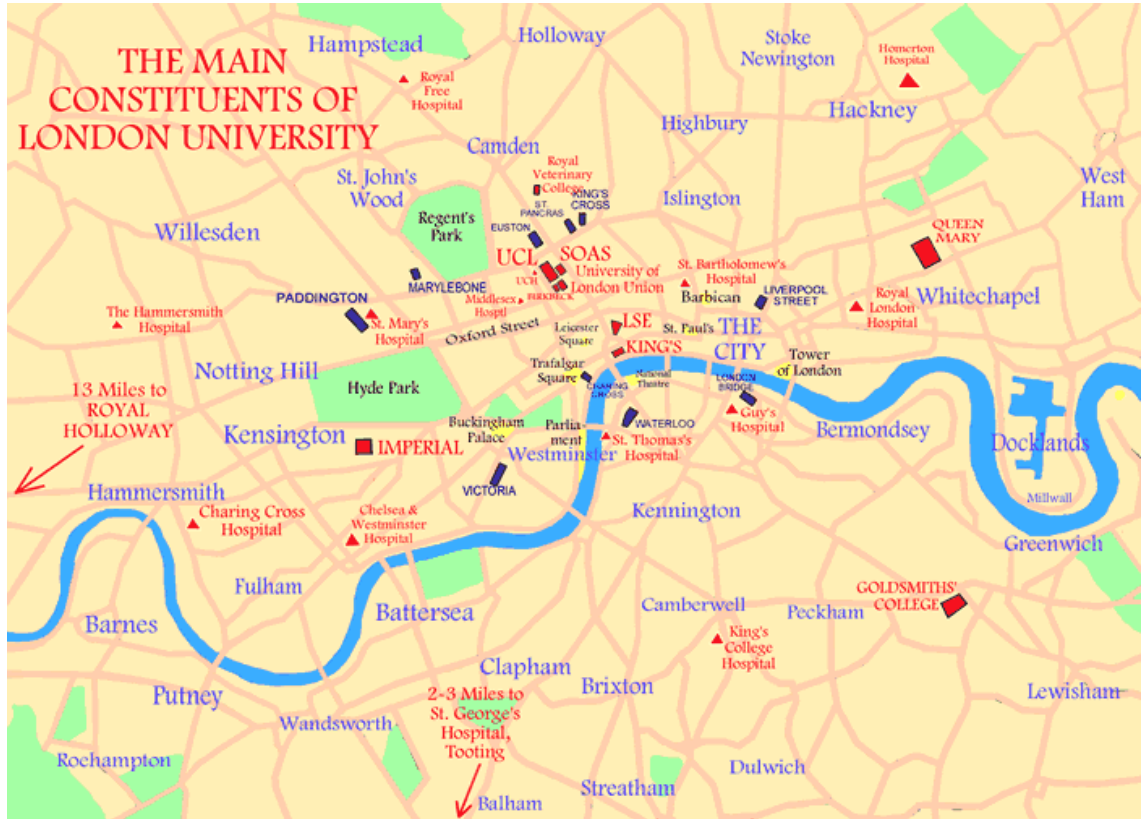 THE MAIN
CONSTITUENTS OF
LONDON UNIVERSITY
Hampstead
Holloway
Stoke
Newington
Homerton
Hospital
Royal
Free
Hospital
Hackney
Highbury
Camden
West
Ham
St. John's
Wood
Royal
Veterinary
College
KING'S
CROSS
ST.
PANCRAS
Islington
Regent's
Park
EUSTON
Willesden
QUEEN
MARY
UCL
SOAS
University of
London Union
UCH
BIRKBECK
St. Bartholomew's
Hospital
Barbican
LIVERPOOL
STREET
Whitechapel
Royal
London
Hospital
MARYLEBONE
PADDINGTON
Middlesex
Hosptl
The Hammersmith
Hospital
St. Mary's
Hospital
Oxford Street
Leicester
Square
LSE
St. Paul's
THE
CITY
KING'S
Tower
of London
Notting Hill
Hyde Park
Trafalgar
Square
CHARING
CROSS
National
Theatre
LONDON
BRIDGE
13 Miles to
ROYAL
HOLLOWAY
Guy's
Hospital
Kensington
IMPERIAL
Buckingham
Palace
Parlia-
ment
WATERLOO
St. Thomas's
Hospital
Bermondsey
Docklands
Westminster
VICTORIA
Millwall
Hammersmith
Charing Cross
Hospital
Chelsea &
Westminster
Hospital
Kennington
Greenwich
Fulham
Battersea
Camberwell
Peckham
GOLDSMITHS'
COLLEGE
Barnes
King's
College
Hospital
Clapham
Putney
Brixton
Lewisham
2-3 Miles to
St. George's
Hospital,
Tooting
Wandsworth
Rochampton
Dulwich
Streatham
Balham